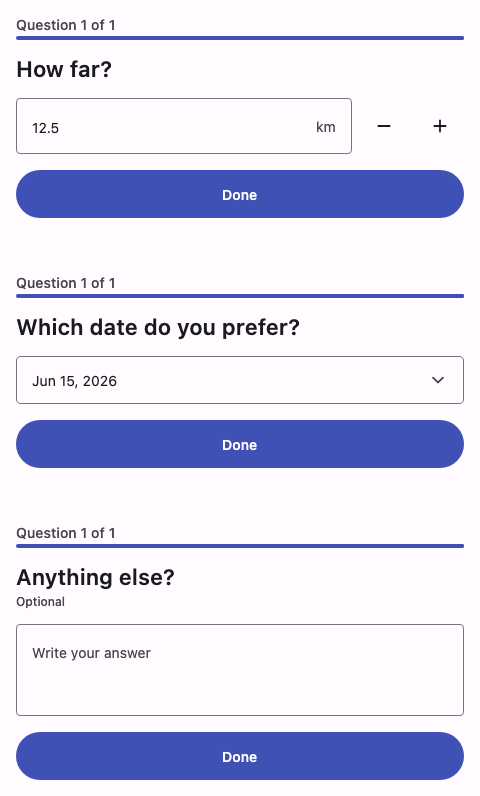 Question 1 of 1
How far?
12.5 km
Done
Question 1 of 1
Which date do you prefer?
Jun 15, 2026
Done
Question 1 of 1
Anything else?
Optional
Write your answer
Done